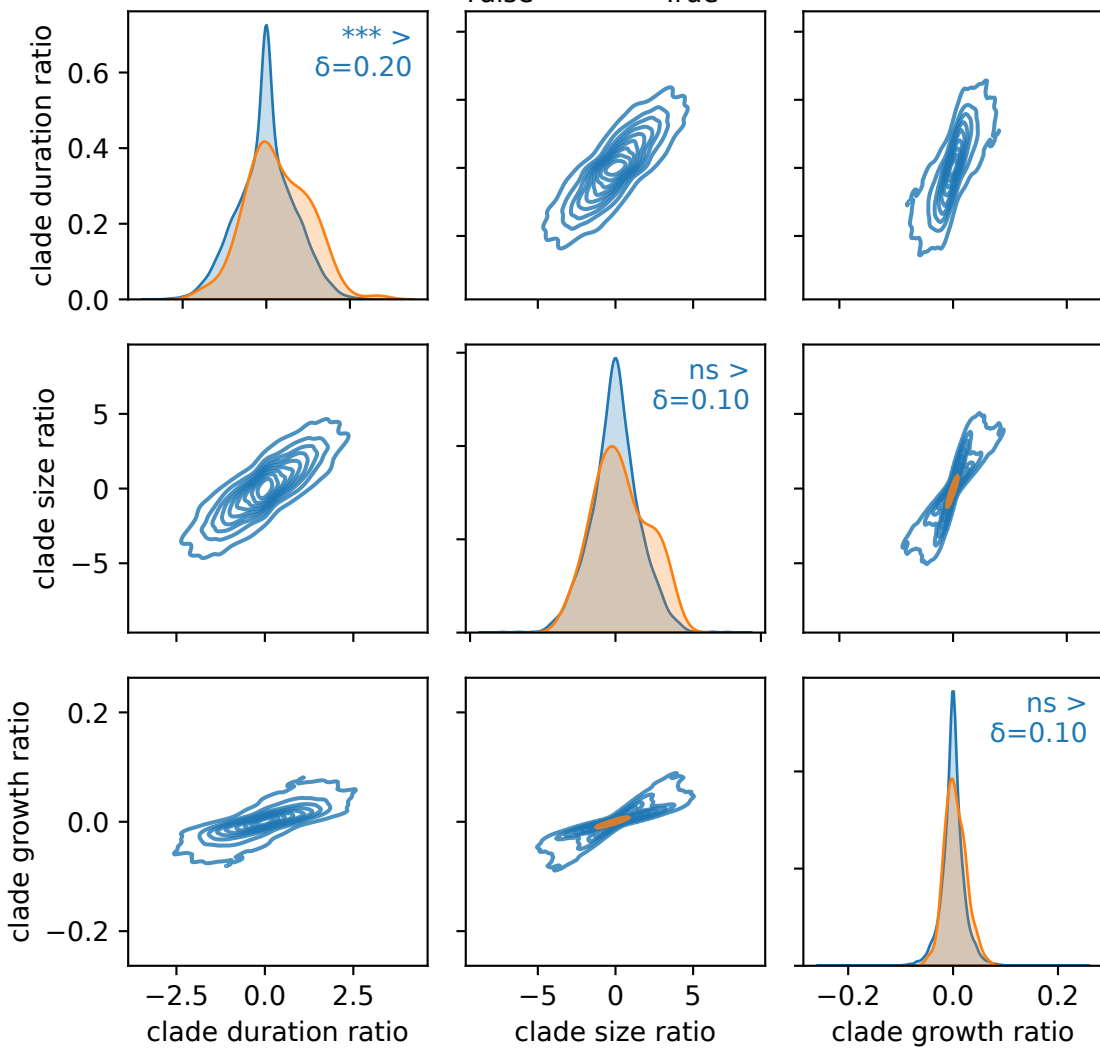 clade duration ratio
0.6
0.4
0.2
0.0
*** >
δ=0.20
clade size ratio
5
0
−5
ns >
δ=0.10
clade growth ratio
0.2
0.0
−0.2
ns >
δ=0.10
−2.5 0.0 2.5
−5 0 5
−0.2 0.0 0.2
clade duration ratio
clade size ratio
clade growth ratio